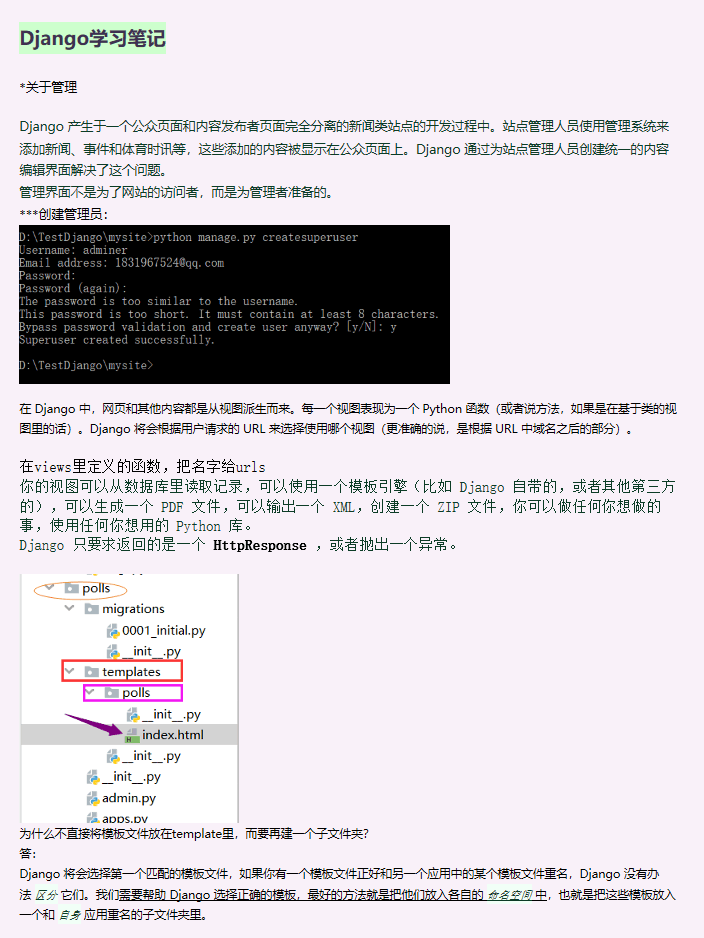 Django学习笔记
*关于管理
Django 产生于一个公众页面和内容发布者页面完全分离的新闻类站点的开发过程中。站点管理人员使用管理系统来
添加新闻、事件和体育时讯等，这些添加的内容被显示在公众页面上。Django 通过为站点管理人员创建统一的内容
编辑界面解决了这个问题。
管理界面不是为了网站的访问者，而是为管理者准备的。
***创建管理员：
D:\TestDjango\mysite>python manage.py createsuperuser
Username: adminer
Email address: 1831967524@qq.com
Password:
Password (again):
The password is too similar to the username.
This password is too short. It must contain at least 8 characters.
Bypass password validation and create user anyway? [y/N]: y
Superuser created successfully.
D:\TestDjango\mysite>
在 Django 中，网页和其他内容都是从视图派生而来。每一个视图表现为一个 Python 函数（或者说方法，如果是在基于类的视
图里的话）。Django 将会根据用户请求的 URL 来选择使用哪个视图（更准确的说，是根据 URL 中域名之后的部分）。
在views里定义的函数，把名字给urls
你的视图可以从数据库里读取记录，可以使用一个模板引擎（比如 Django 自带的，或者其他第三方
的），可以生成一个 PDF 文件，可以输出一个 XML，创建一个 ZIP 文件，你可以做任何你想做的
事，使用任何你想用的 Python 库。
Django 只要求返回的是一个 HttpResponse ，或者抛出一个异常。
polls
migrations
0001_initial.py
__init__.py
templates
polls
__init__.py
index.html
__init__.py
__init__.py
admin.py
apps.py
为什么不直接将模板文件放在template里，而要再建一个子文件夹？
答：
Django 将会选择第一个匹配的模板文件，如果你有一个模板文件正好和另一个应用中的某个模板文件重名，Django 没有办
法 区分 它们。我们需要帮助 Django 选择正确的模板，最好的方法就是把他们放入各自的 命名空间 中，也就是把这些模板放入
一个和 自身 应用重名的子文件夹里。